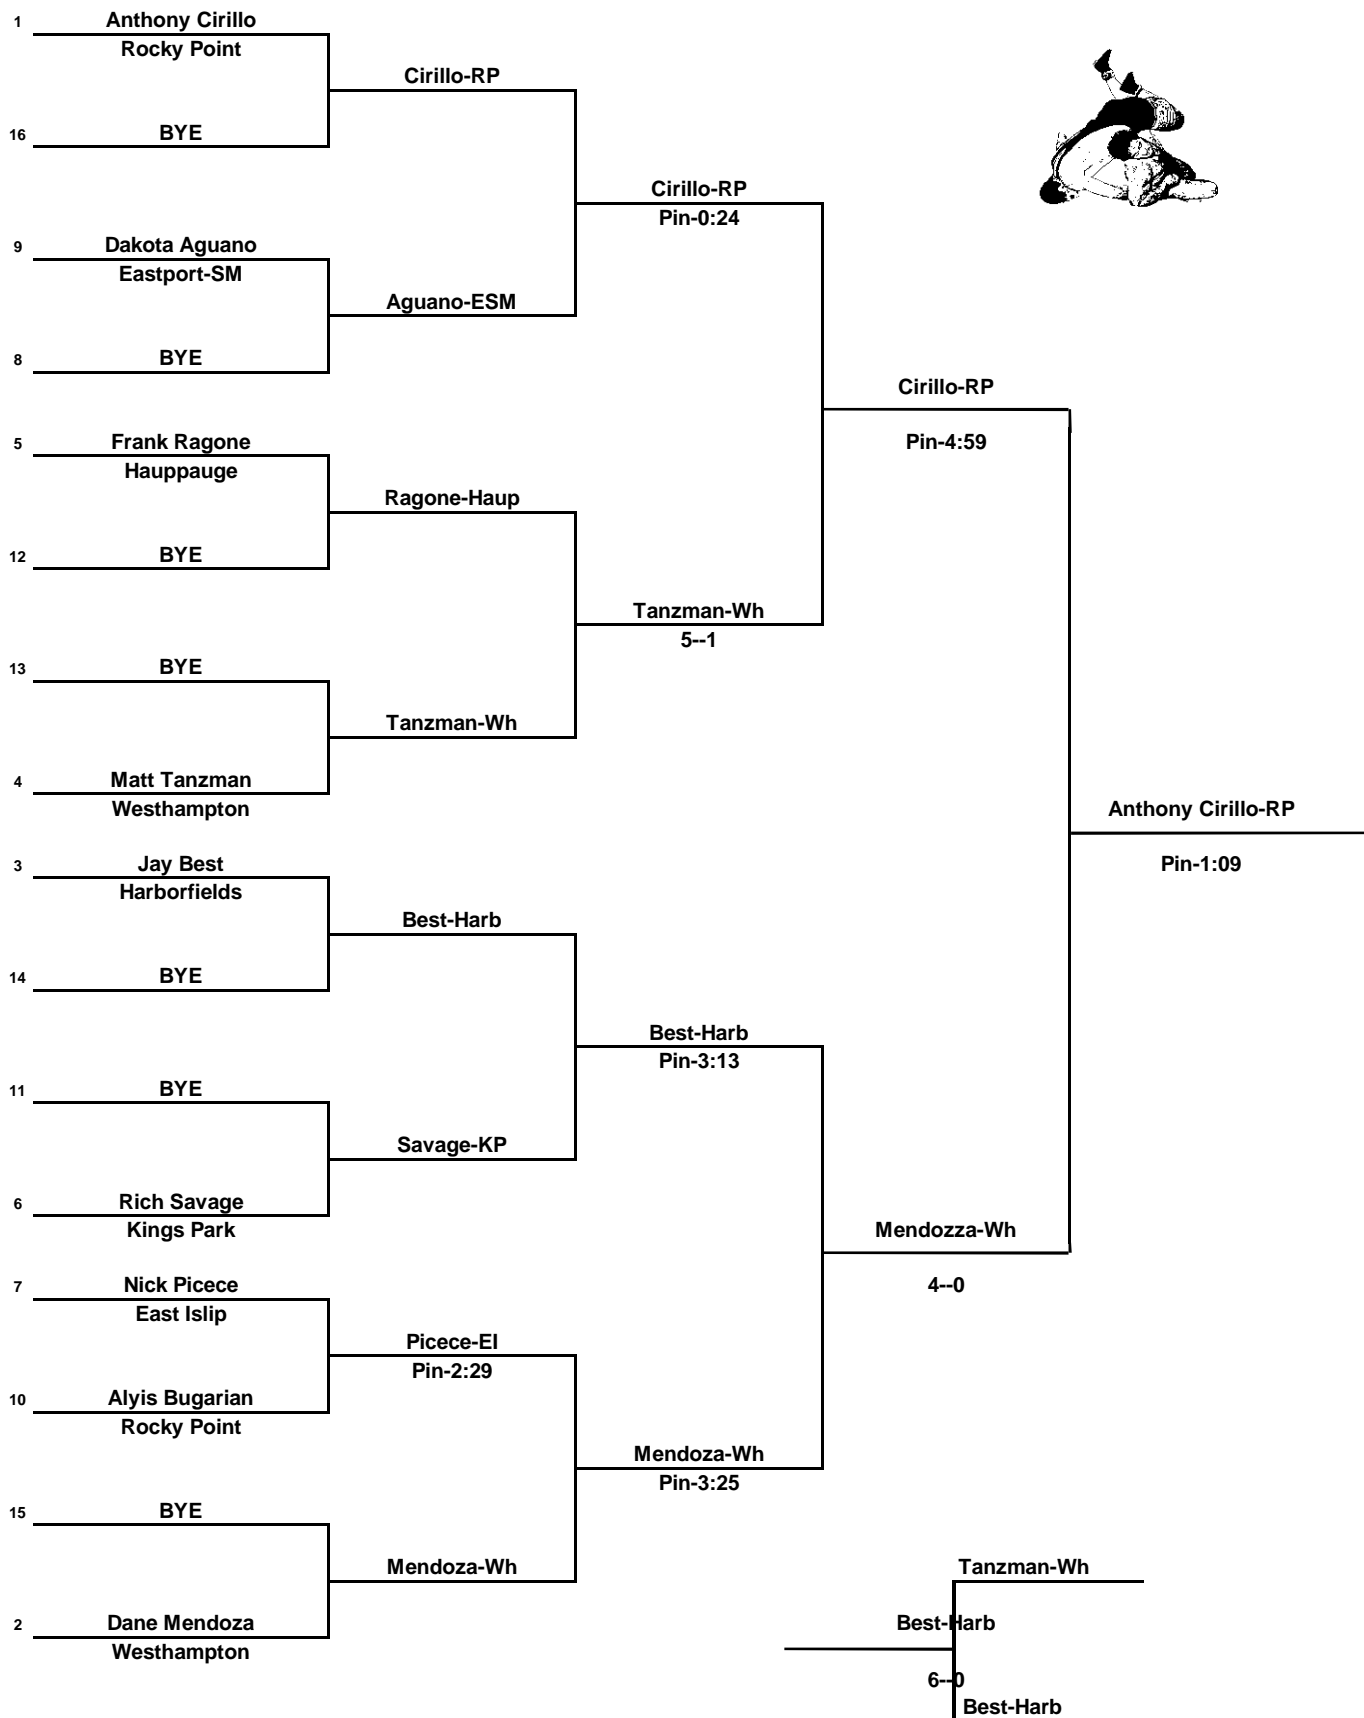 1 Anthony Cirillo
Rocky Point
Cirillo-RP
16 BYE
Cirillo-RP
Pin-0:24
9 Dakota Aguano
Eastport-SM
Aguano-ESM
8 BYE
Cirillo-RP
Pin-4:59
5 Frank Ragone
Hauppauge
Ragone-Haup
12 BYE
Tanzman-Wh
5--1
13 BYE
Tanzman-Wh
4 Matt Tanzman
Westhampton
Anthony Cirillo-RP
Pin-1:09
3 Jay Best
Harborfields
Best-Harb
14 BYE
Best-Harb
Pin-3:13
11 BYE
Savage-KP
6 Rich Savage
Kings Park
Mendozza-Wh
4--0
7 Nick Picece
East Islip
Picece-EI
Pin-2:29
10 Alyis Bugarian
Rocky Point
Mendoza-Wh
Pin-3:25
15 BYE
Mendoza-Wh
2 Dane Mendoza
Westhampton
Tanzman-Wh
Best-Harb
6--0
Best-Harb